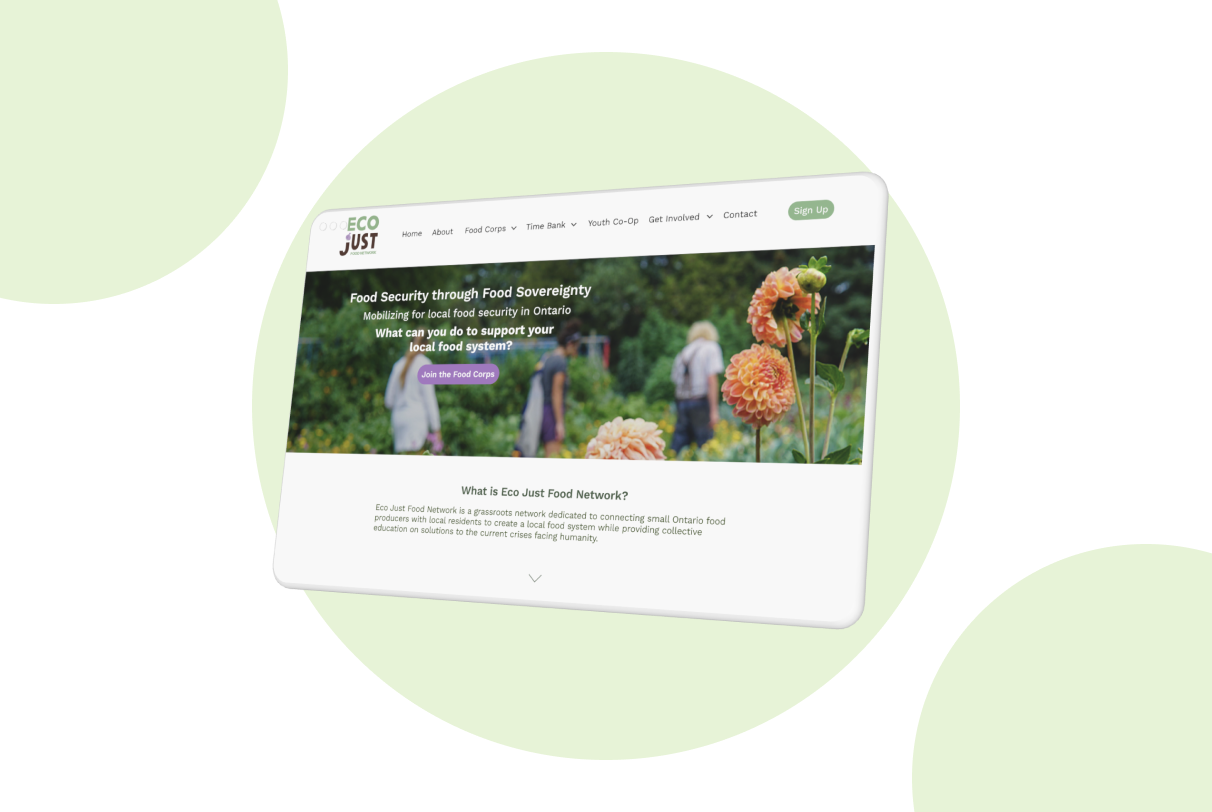 ECO
JUST
FOOD NETWORK
Home About Food Corps Time Bank Youth Co-Op Get Involved Contact Sign Up
Food Security through Food Sovereignty
Mobilizing for local food security in Ontario
What can you do to support your
local food system?
Join the Food Corps
What is Eco Just Food Network?
Eco Just Food Network is a grassroots network dedicated to connecting small Ontario food
producers with local residents to create a local food system while providing collective
education on solutions to the current crises facing humanity.